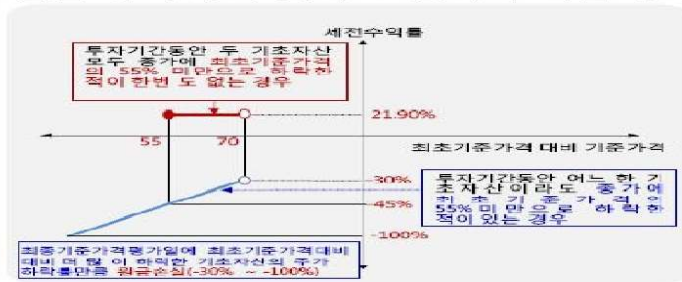 세전수익률
투자기간동안 두 기초자산
모두 종가에 최초기준가격
의 55% 미만으로 하락한
적이 한번 도 없는 경우
21.90%
55
70
최초기준가격 대비 기준가격
-30%
-45%
-100%
투자기간동안 어느 한 기
초자산이라도 종가에
최초기준가격의
55%미만으로 하락한
적이 있는 경우
최종기준가격평가일에 최초기준가격대비
대비 더 많 이 하락한 기초자산의 주가
하락률만큼 원금손실(-30% ~ -100%)